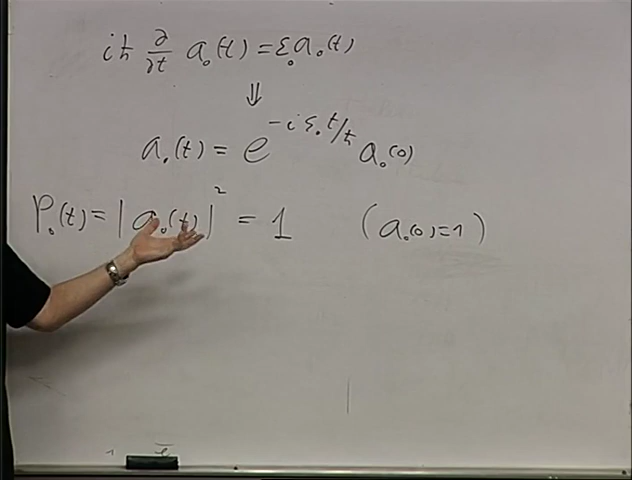 iħ ∂/∂t a₀(t) = ε₀a₀(t)
⇓
a₀(t) = e^(-iε₀t/ħ) a₀(0)
P₀(t) = |a₀(t)|² = 1 (a₀(0)=1)